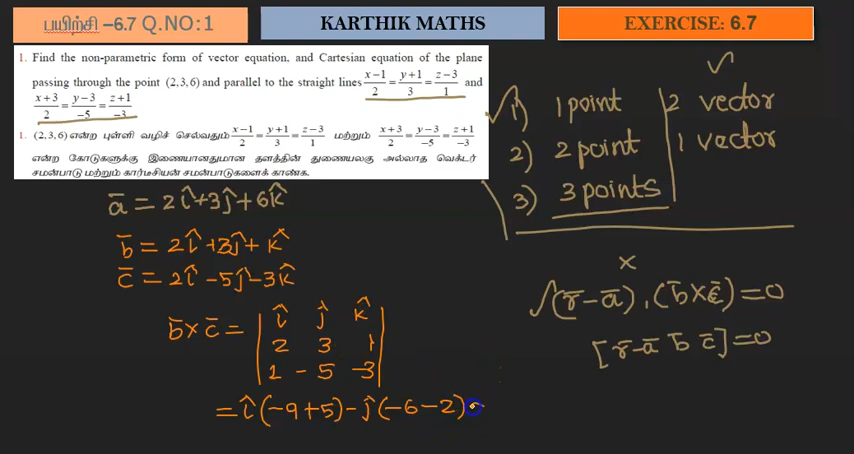 பயிற்சி –6.7 Q.NO:1
KARTHIK MATHS
EXERCISE: 6.7
1. Find the non-parametric form of vector equation, and Cartesian equation of the plane
passing through the point (2,3,6) and parallel to the straight lines (x−1)/2 = (y+1)/3 = (z−3)/1 and
(x+3)/2 = (y−3)/−5 = (z+1)/−3
1. (2,3,6) என்ற புள்ளி வழிச் செல்வதும் (x−1)/2 = (y+1)/3 = (z−3)/1 மற்றும் (x+3)/2 = (y−3)/−5 = (z+1)/−3
என்ற கோடுகளுக்கு இணையானதுமான தளத்தின் துணையலகு அல்லாத வெக்டர்
சமன்பாடு மற்றும் கார்டீசியன் சமன்பாடுகளைக் காண்க.
a̅ = 2î+3ĵ+6k̂
b̅ = 2î+3ĵ+k̂
c̅ = 2î−5ĵ−3k̂
b̅×c̅ = | î ĵ k̂ |
| 2 3 1 |
| 2 −5 −3 |
= î(−9+5)−ĵ(−6−2)
✓
✓ 1) 1 point | 2 vector
2) 2 point | 1 vector
3) 3 points
×
✓(r̅−a̅).(b̅×c̅)=0
[r̅−a̅ b̅ c̅]=0